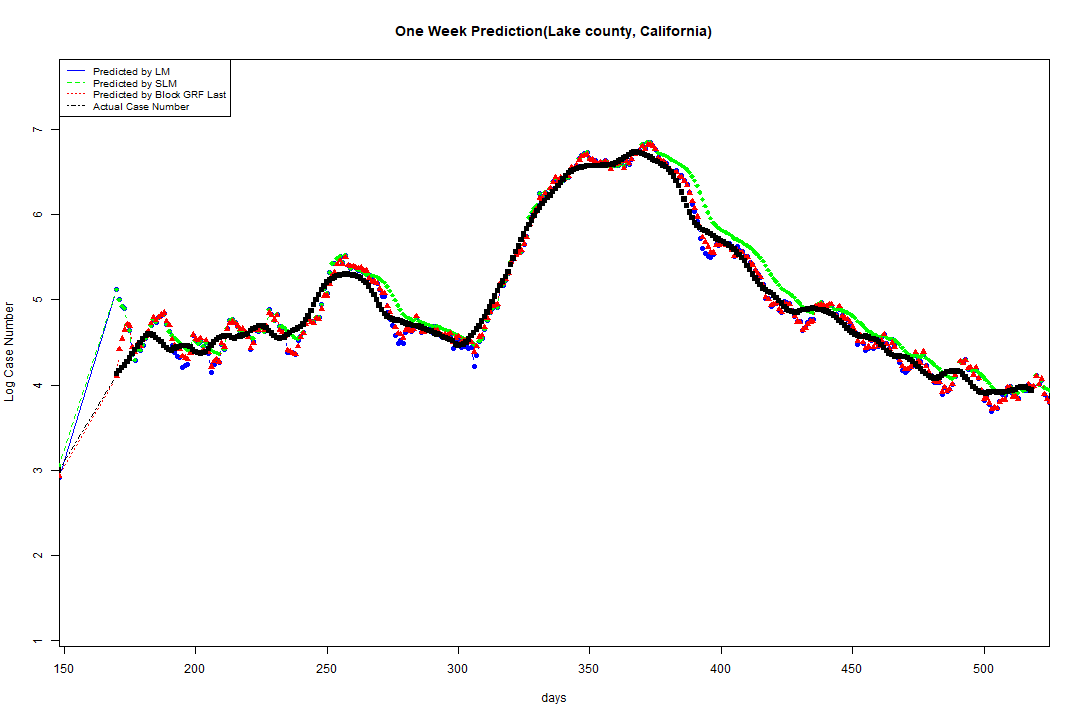 One Week Prediction(Lake county, California)
Predicted by LM
Predicted by SLM
Predicted by Block GRF Last
Actual Case Number
Log Case Number
7
6
5
4
3
2
1
150 200 250 300 350 400 450 500
days